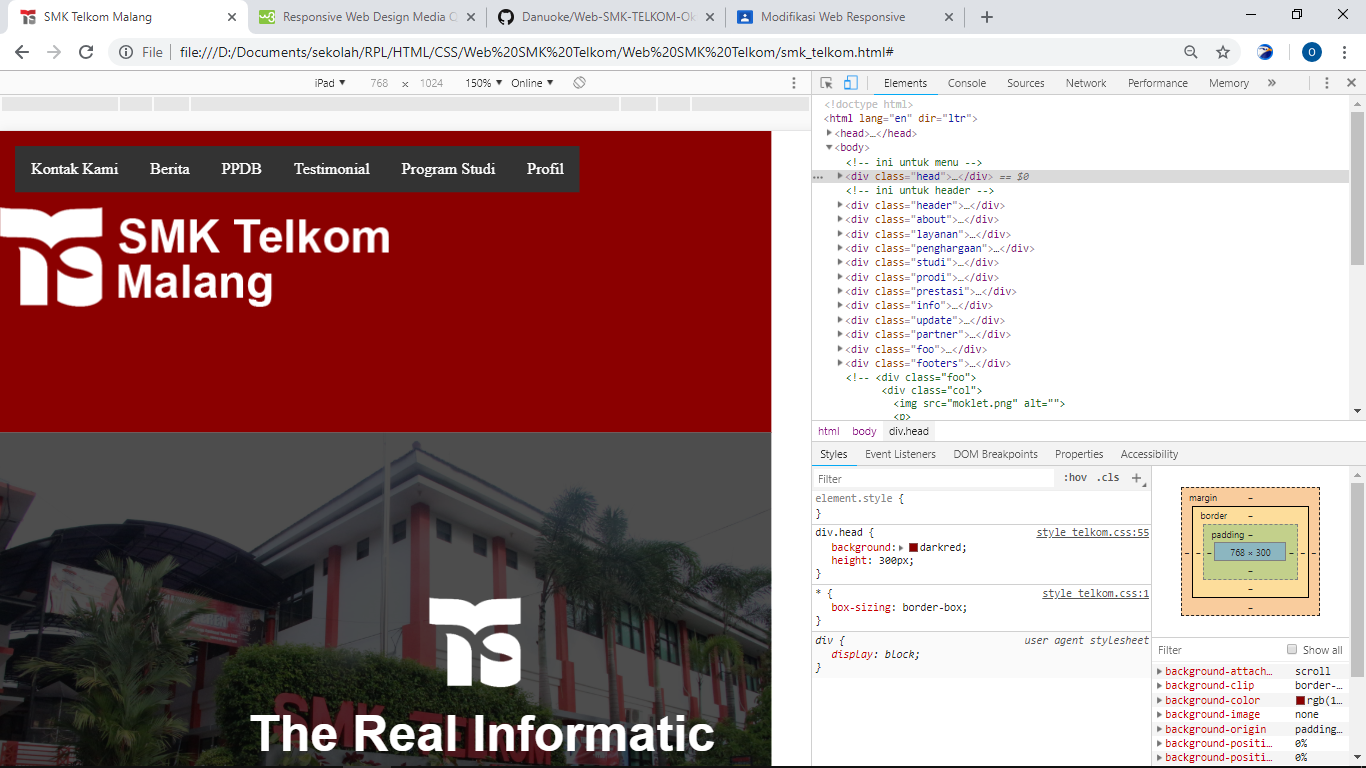 SMK Telkom Malang
Responsive Web Design Media Q
Danuoke/Web-SMK-TELKOM-Ok
Modifikasi Web Responsive
File
file:///D:/Documents/sekolah/RPL/HTML/CSS/Web%20SMK%20Telkom/Web%20SMK%20Telkom/smk_telkom.html#
O
iPad 768 × 1024 150% Online
Elements Console Sources Network Performance Memory »
Kontak Kami Berita PPDB Testimonial Program Studi Profil
SMK Telkom
Malang
The Real Informatic
<!doctype html>
<html lang="en" dir="ltr">
<head>…</head>
<body>
<!-- ini untuk menu -->
<div class="head">…</div> == $0
<!-- ini untuk header -->
<div class="header">…</div>
<div class="about">…</div>
<div class="layanan">…</div>
<div class="penghargaan">…</div>
<div class="studi">…</div>
<div class="prodi">…</div>
<div class="prestasi">…</div>
<div class="info">…</div>
<div class="update">…</div>
<div class="partner">…</div>
<div class="foo">…</div>
<div class="footers">…</div>
<!-- <div class="foo">
<div class="col">
<img src="moklet.png" alt="">
<p>
html body div.head
Styles Event Listeners DOM Breakpoints Properties Accessibility
Filter :hov .cls +
element.style {
}
div.head { style telkom.css:55
background: darkred;
height: 300px;
}
* { style telkom.css:1
box-sizing: border-box;
}
div { user agent stylesheet
display: block;
}
margin –
border –
padding –
– – – 768 × 300 – – –
–
–
–
Filter Show all
background-attach… scroll
background-clip border-…
background-color rgb(1…
background-image none
background-origin padding…
background-positi… 0%
background-positi… 0%